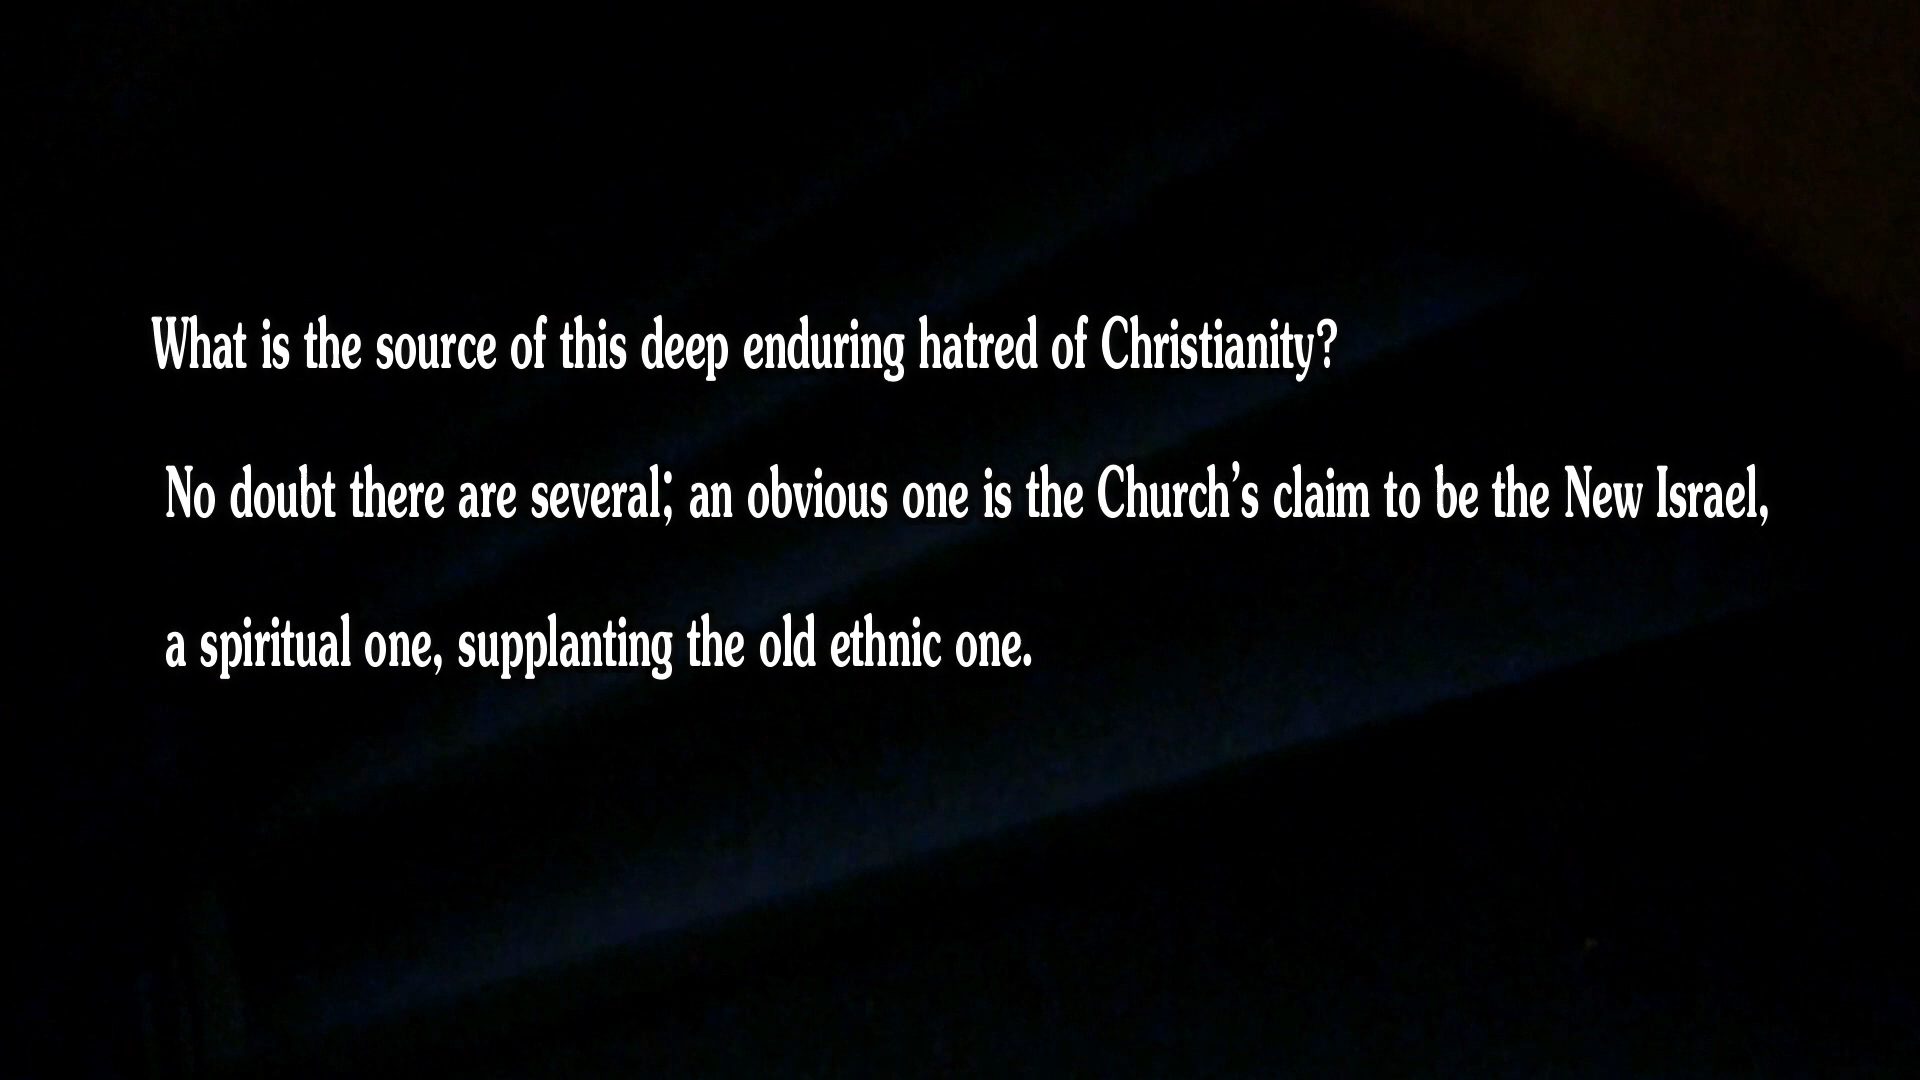 What is the source of this deep enduring hatred of Christianity?
No doubt there are several; an obvious one is the Church’s claim to be the New Israel,
a spiritual one, supplanting the old ethnic one.